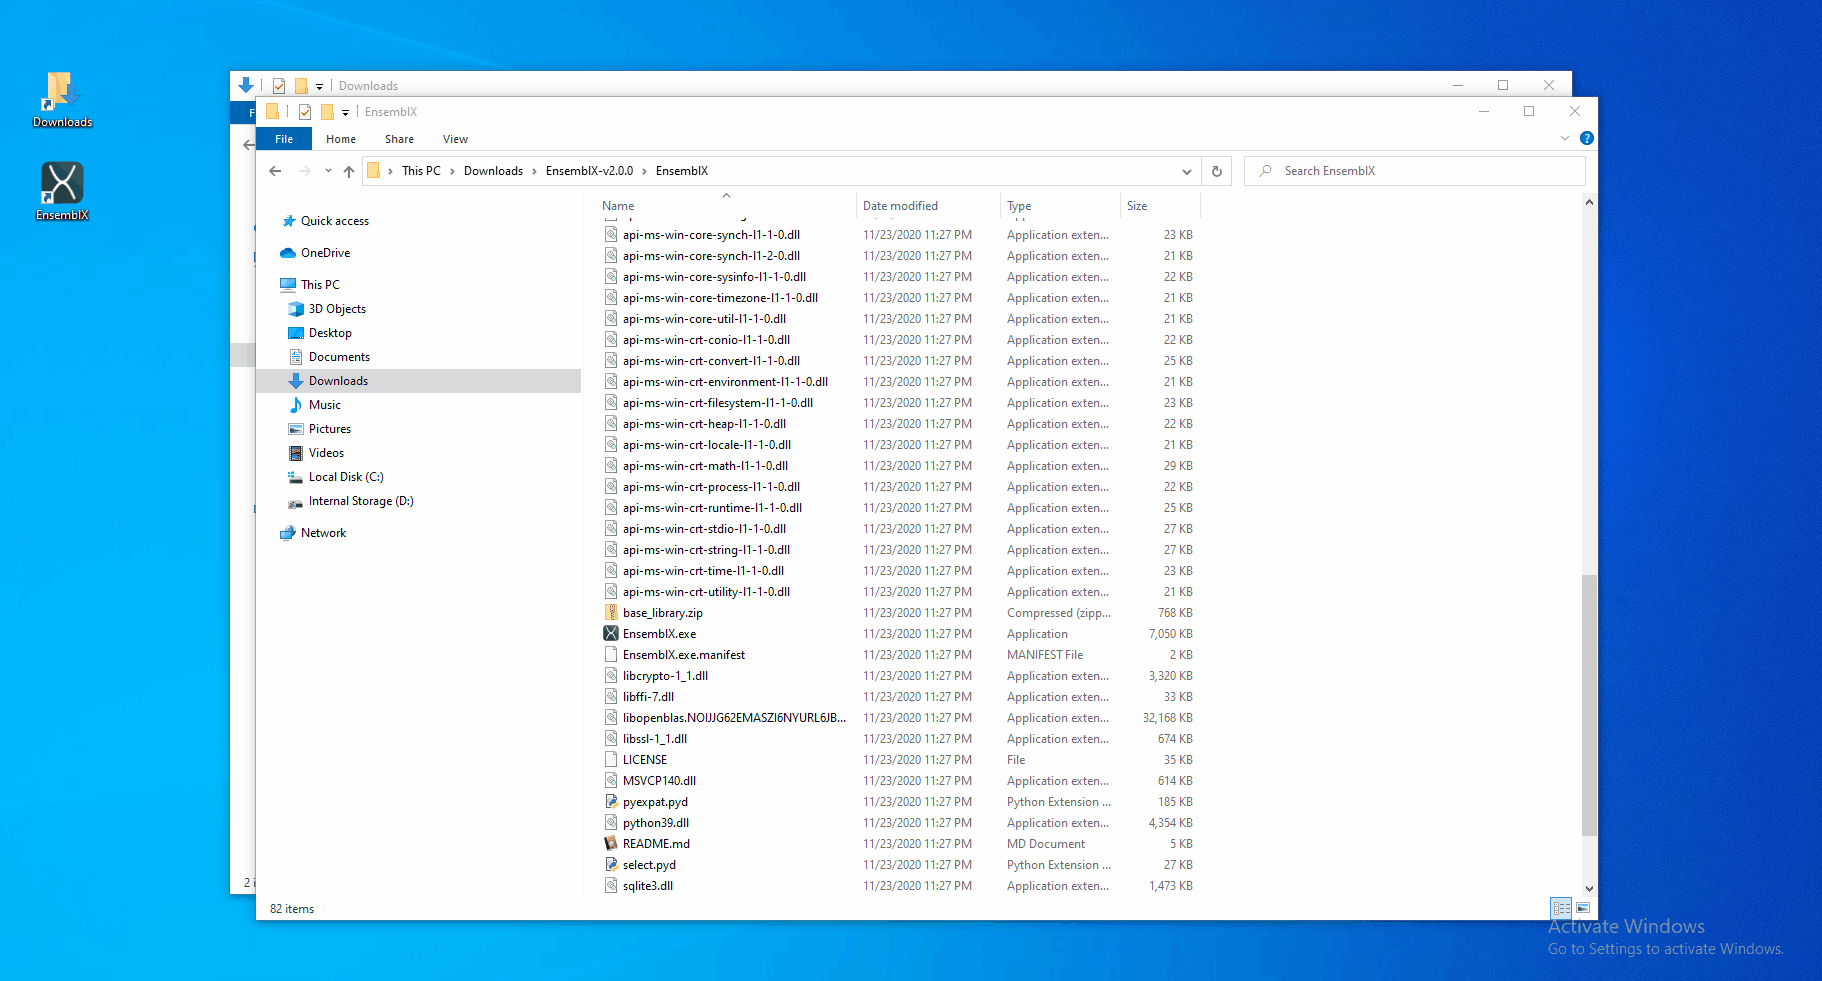 Downloads
EnsemblX
Downloads
EnsemblX
File Home Share View
This PC Downloads EnsemblX-v2.0.0 EnsemblX
Search EnsemblX
Quick access
OneDrive
This PC
3D Objects
Desktop
Documents
Downloads
Music
Pictures
Videos
Local Disk (C:)
Internal Storage (D:)
Network
Name Date modified Type Size
api-ms-win-core-synch-l1-1-0.dll 11/23/2020 11:27 PM Application exten... 23 KB
api-ms-win-core-synch-l1-2-0.dll 11/23/2020 11:27 PM Application exten... 21 KB
api-ms-win-core-sysinfo-l1-1-0.dll 11/23/2020 11:27 PM Application exten... 22 KB
api-ms-win-core-timezone-l1-1-0.dll 11/23/2020 11:27 PM Application exten... 21 KB
api-ms-win-core-util-l1-1-0.dll 11/23/2020 11:27 PM Application exten... 21 KB
api-ms-win-crt-conio-l1-1-0.dll 11/23/2020 11:27 PM Application exten... 22 KB
api-ms-win-crt-convert-l1-1-0.dll 11/23/2020 11:27 PM Application exten... 25 KB
api-ms-win-crt-environment-l1-1-0.dll 11/23/2020 11:27 PM Application exten... 21 KB
api-ms-win-crt-filesystem-l1-1-0.dll 11/23/2020 11:27 PM Application exten... 23 KB
api-ms-win-crt-heap-l1-1-0.dll 11/23/2020 11:27 PM Application exten... 22 KB
api-ms-win-crt-locale-l1-1-0.dll 11/23/2020 11:27 PM Application exten... 21 KB
api-ms-win-crt-math-l1-1-0.dll 11/23/2020 11:27 PM Application exten... 29 KB
api-ms-win-crt-process-l1-1-0.dll 11/23/2020 11:27 PM Application exten... 22 KB
api-ms-win-crt-runtime-l1-1-0.dll 11/23/2020 11:27 PM Application exten... 25 KB
api-ms-win-crt-stdio-l1-1-0.dll 11/23/2020 11:27 PM Application exten... 27 KB
api-ms-win-crt-string-l1-1-0.dll 11/23/2020 11:27 PM Application exten... 27 KB
api-ms-win-crt-time-l1-1-0.dll 11/23/2020 11:27 PM Application exten... 23 KB
api-ms-win-crt-utility-l1-1-0.dll 11/23/2020 11:27 PM Application exten... 21 KB
base_library.zip 11/23/2020 11:27 PM Compressed (zipp... 768 KB
EnsemblX.exe 11/23/2020 11:27 PM Application 7,050 KB
EnsemblX.exe.manifest 11/23/2020 11:27 PM MANIFEST File 2 KB
libcrypto-1_1.dll 11/23/2020 11:27 PM Application exten... 3,320 KB
libffi-7.dll 11/23/2020 11:27 PM Application exten... 33 KB
libopenblas.NOIJJG62EMASZI6NYURL6JB... 11/23/2020 11:27 PM Application exten... 32,168 KB
libssl-1_1.dll 11/23/2020 11:27 PM Application exten... 674 KB
LICENSE 11/23/2020 11:27 PM File 35 KB
MSVCP140.dll 11/23/2020 11:27 PM Application exten... 614 KB
pyexpat.pyd 11/23/2020 11:27 PM Python Extension ... 185 KB
python39.dll 11/23/2020 11:27 PM Application exten... 4,354 KB
README.md 11/23/2020 11:27 PM MD Document 5 KB
select.pyd 11/23/2020 11:27 PM Python Extension ... 27 KB
sqlite3.dll 11/23/2020 11:27 PM Application exten... 1,473 KB
82 items
Activate Windows
Go to Settings to activate Windows.